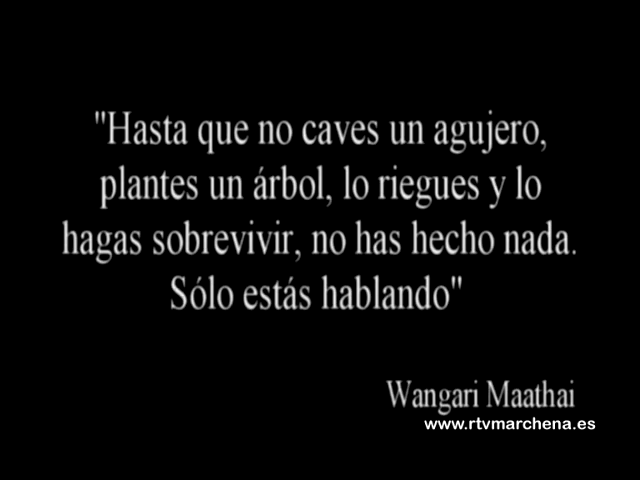 "Hasta que no caves un agujero,
plantes un árbol, lo riegues y lo
hagas sobrevivir, no has hecho nada.
Sólo estás hablando"
Wangari Maathai
www.rtvmarchena.es